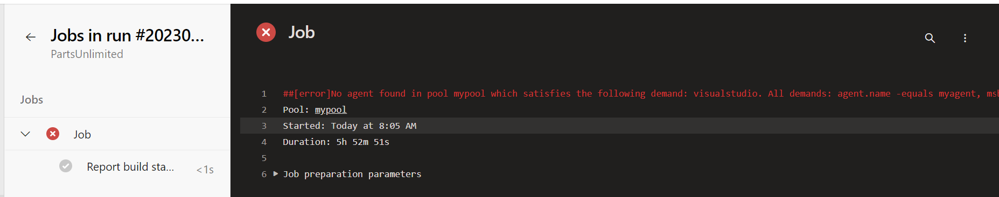 Jobs in run #20230...
PartsUnlimited
Jobs
Job
Report build sta...
<1s
Job
1 ##[error]No agent found in pool mypool which satisfies the following demand: visualstudio. All demands: agent.name -equals myagent,
2 Pool: mypool
3 Started: Today at 8:05 AM
4 Duration: 5h 52m 51s
5
6 Job preparation parameters